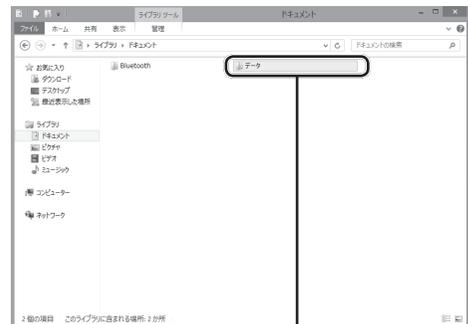 ライブラリ ツール ドキュメント
ファイル ホーム 共有 表示 管理
ライブラリ ドキュメント ドキュメントの検索
お気に入り
ダウンロード
デスクトップ
最近表示した場所
ライブラリ
ドキュメント
ピクチャ
ビデオ
ミュージック
コンピューター
ネットワーク
Bluetooth データ
2 個の項目 このライブラリに含まれる場所: 2 か所